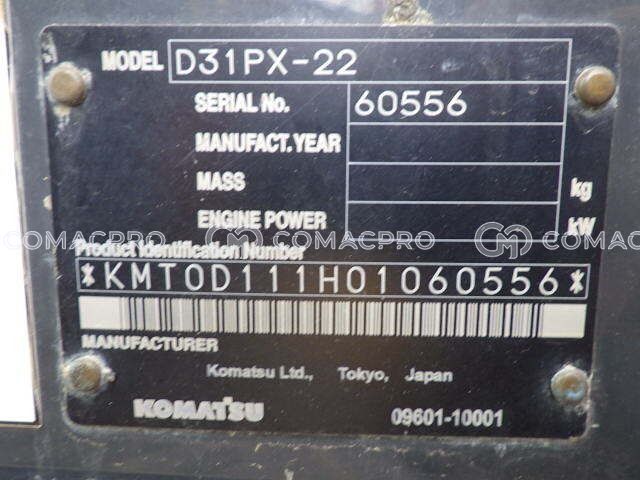 MODEL D31PX-22
SERIAL No. 60556
MANUFACT.YEAR
MASS kg
ENGINE POWER kW
COMACPRO COMACPRO COMACPRO
Product Identification Number
*KMT0D111H01060556*
MANUFACTURER
Komatsu Ltd., Tokyo, Japan
KOMATSU 09601-10001